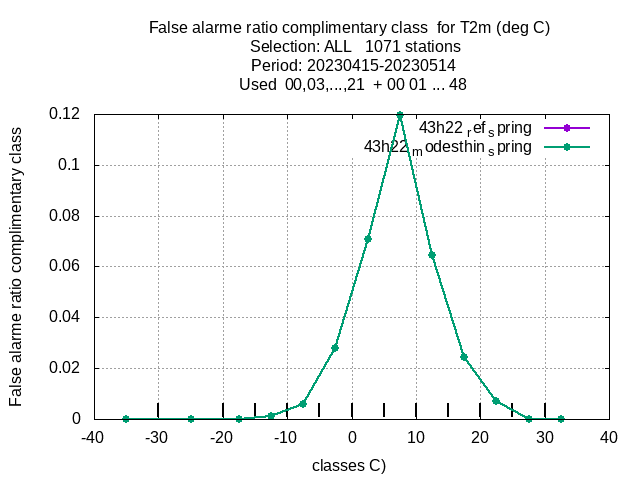 False alarme ratio complimentary class  for T2m (deg C)
Selection: ALL   1071 stations
Period: 20230415-20230514
Used  00,03,...,21  + 00 01 ... 48
False alarme ratio complimentary class
0.12
0.1
0.08
0.06
0.04
0.02
0
43h22 ref spring
43h22 modesthin spring
-40 -30 -20 -10 0 10 20 30 40
classes C)